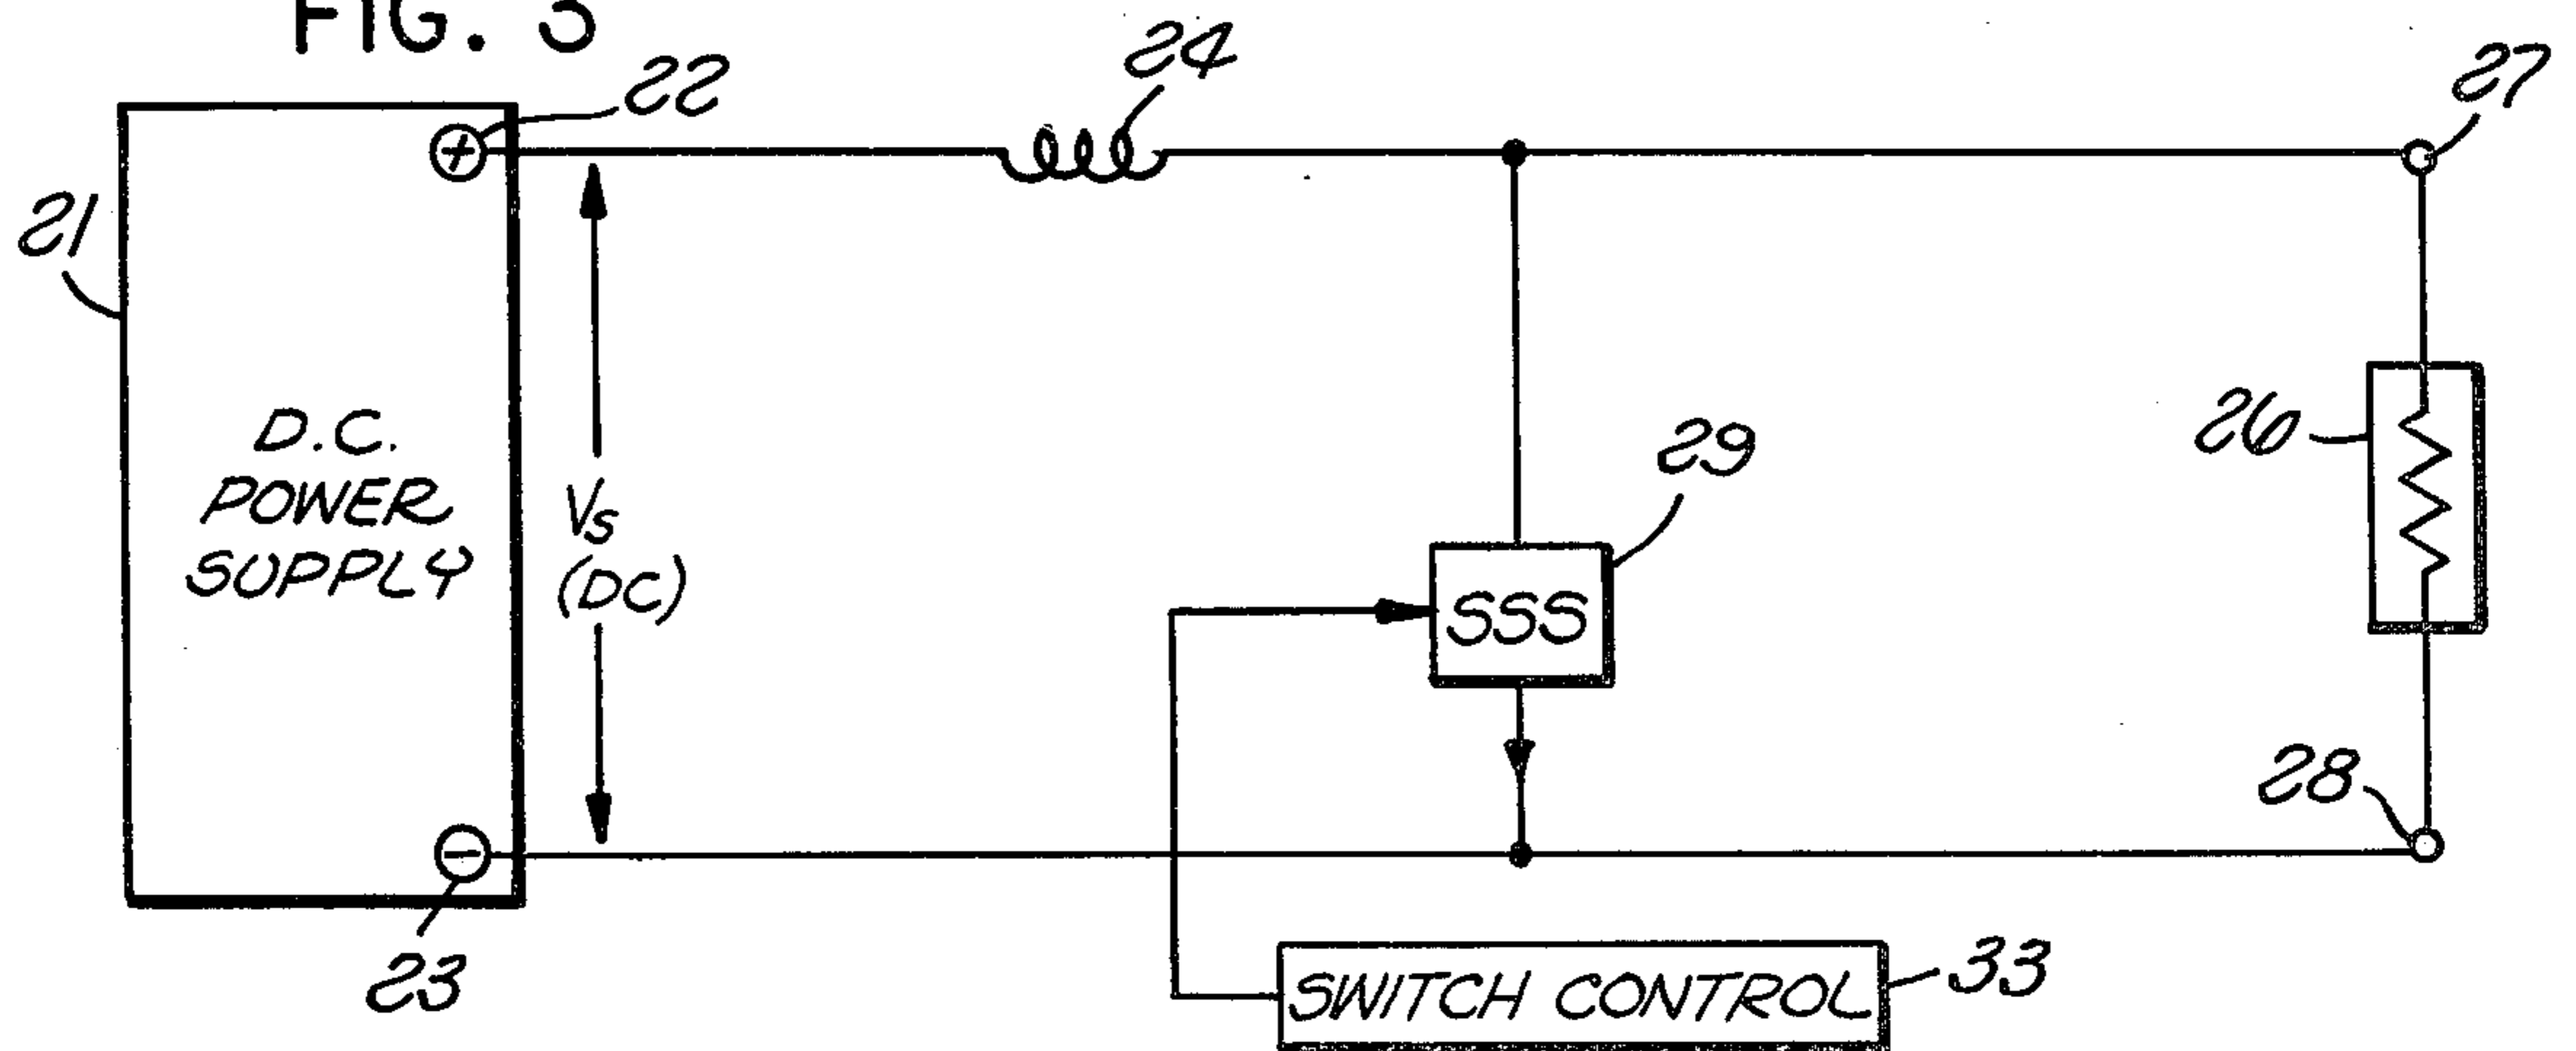 FIG. 3
22
24
27
21
D.C.
POWER
SUPPLY
+
Vs
(DC)
29
SSS
26
28
−
23
SWITCH CONTROL
33